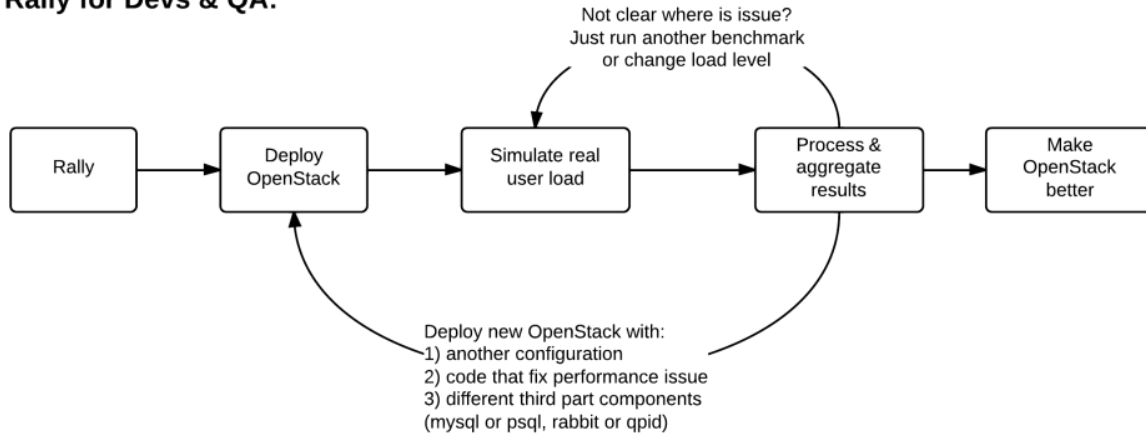 Rally for Devs & QA:
Not clear where is issue?
Just run another benchmark
or change load level
Rally
Deploy
OpenStack
Simulate real
user load
Process &
aggregate
results
Make
OpenStack
better
Deploy new OpenStack with:
1) another configuration
2) code that fix performance issue
3) different third part components
(mysql or psql, rabbit or qpid)